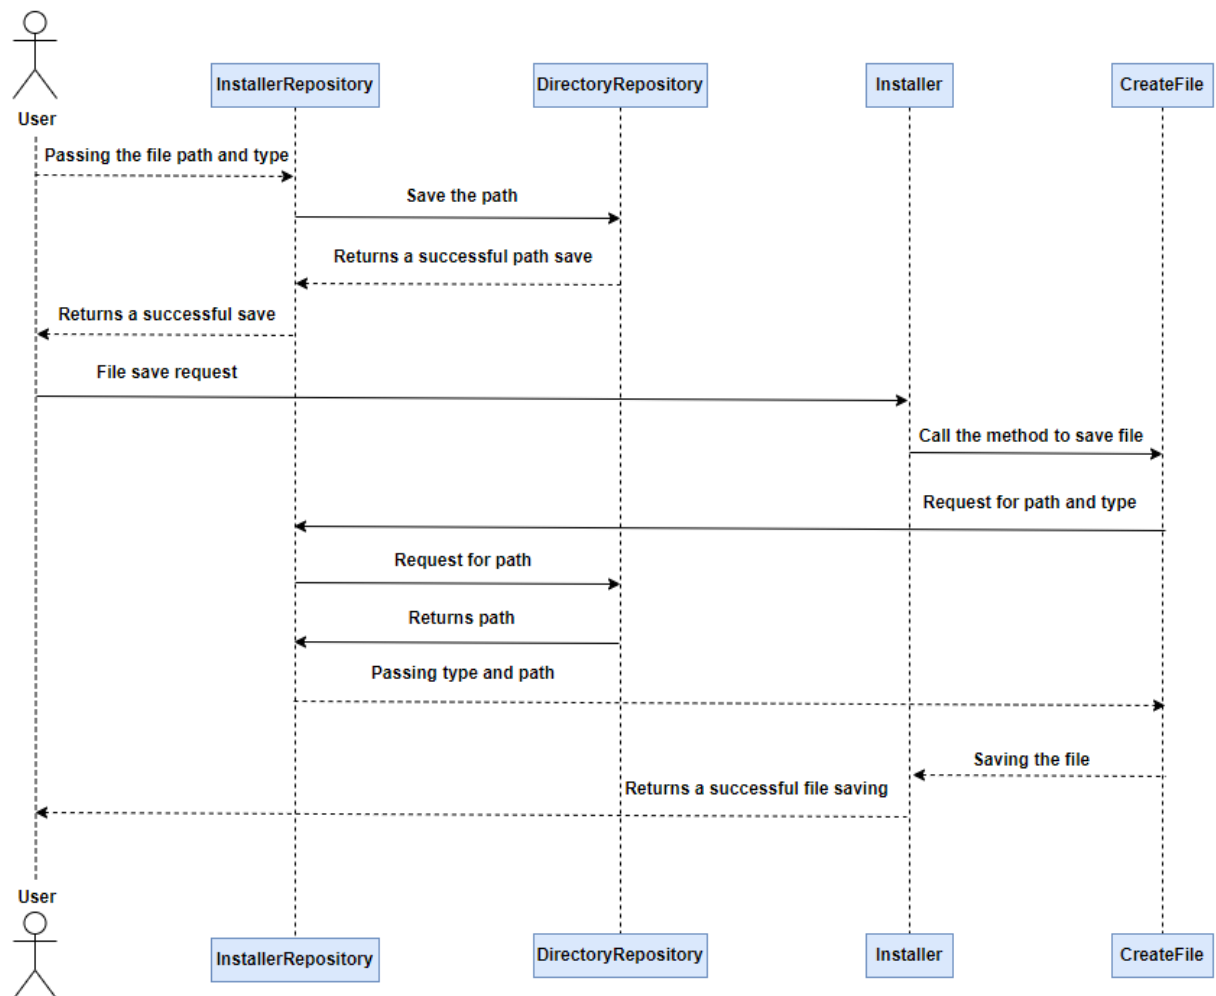 User
InstallerRepository
DirectoryRepository
Installer
CreateFile
Passing the file path and type
Save the path
Returns a successful path save
Returns a successful save
File save request
Call the method to save file
Request for path and type
Request for path
Returns path
Passing type and path
Saving the file
Returns a successful file saving
User
InstallerRepository
DirectoryRepository
Installer
CreateFile